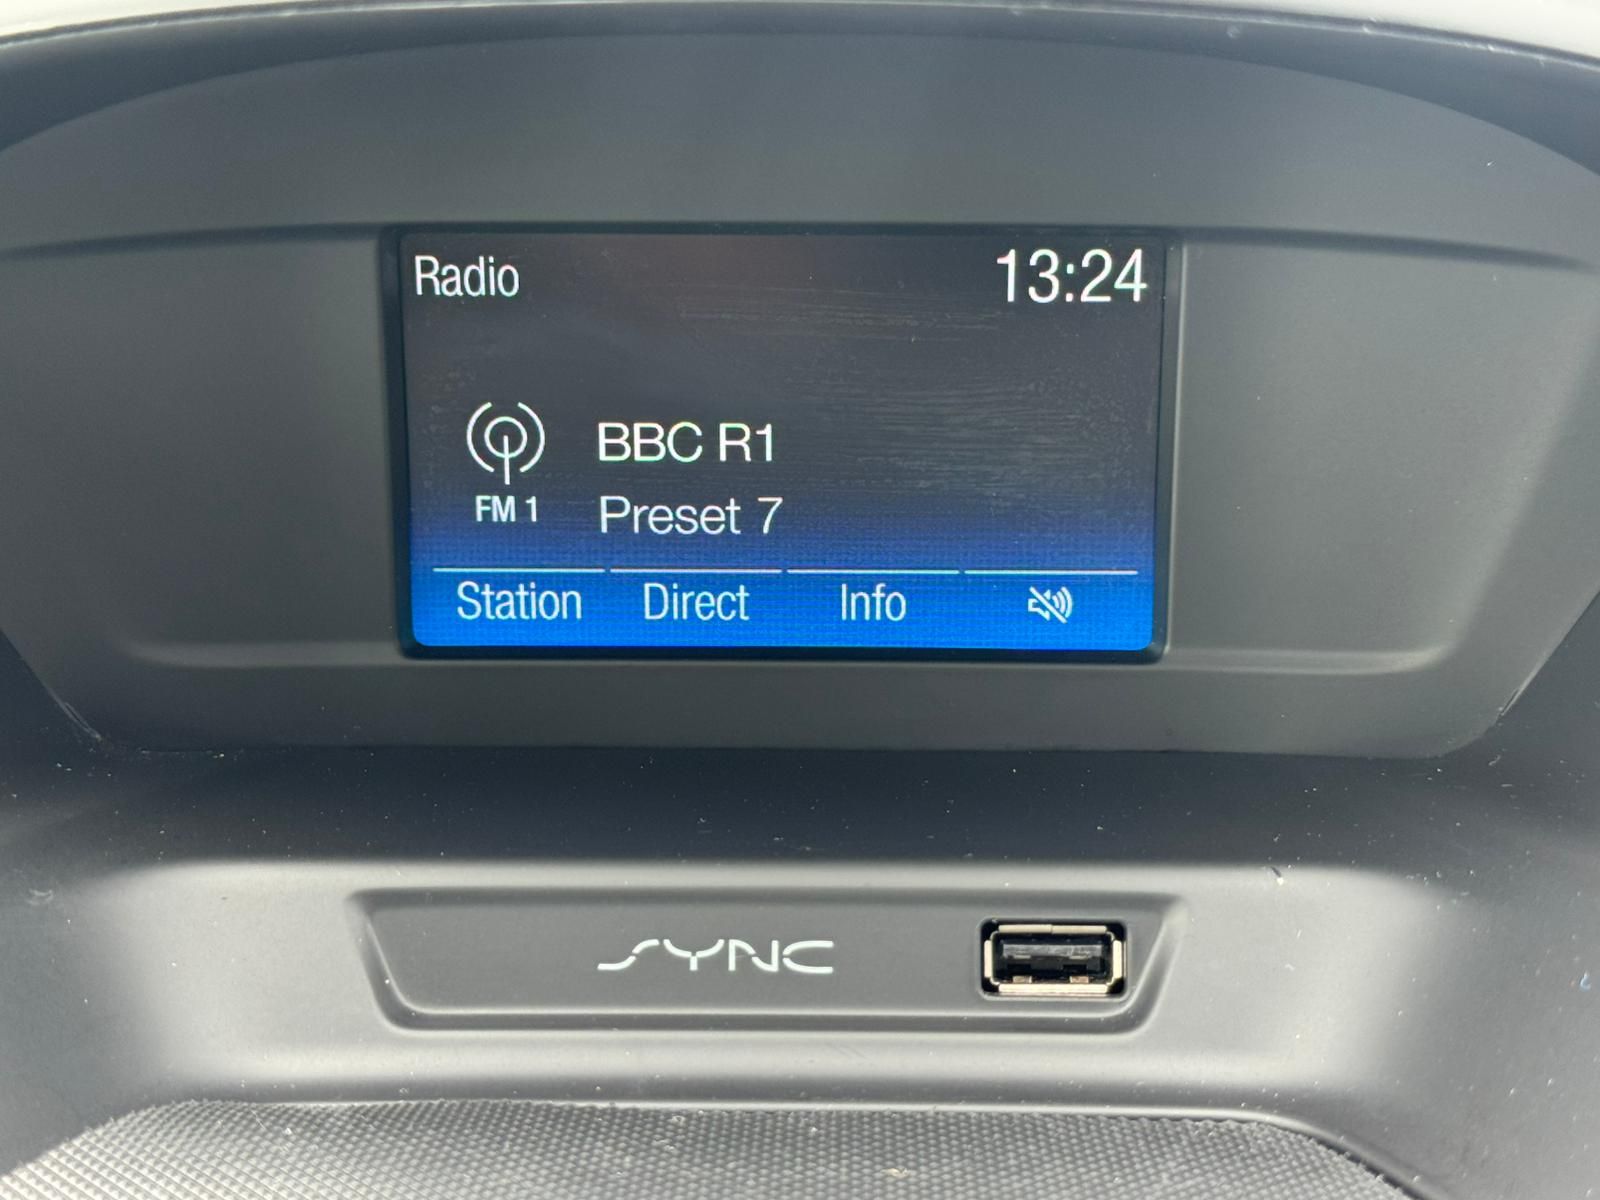 Radio 13:24
BBC R1
FM 1 Preset 7
Station Direct Info
SYNC